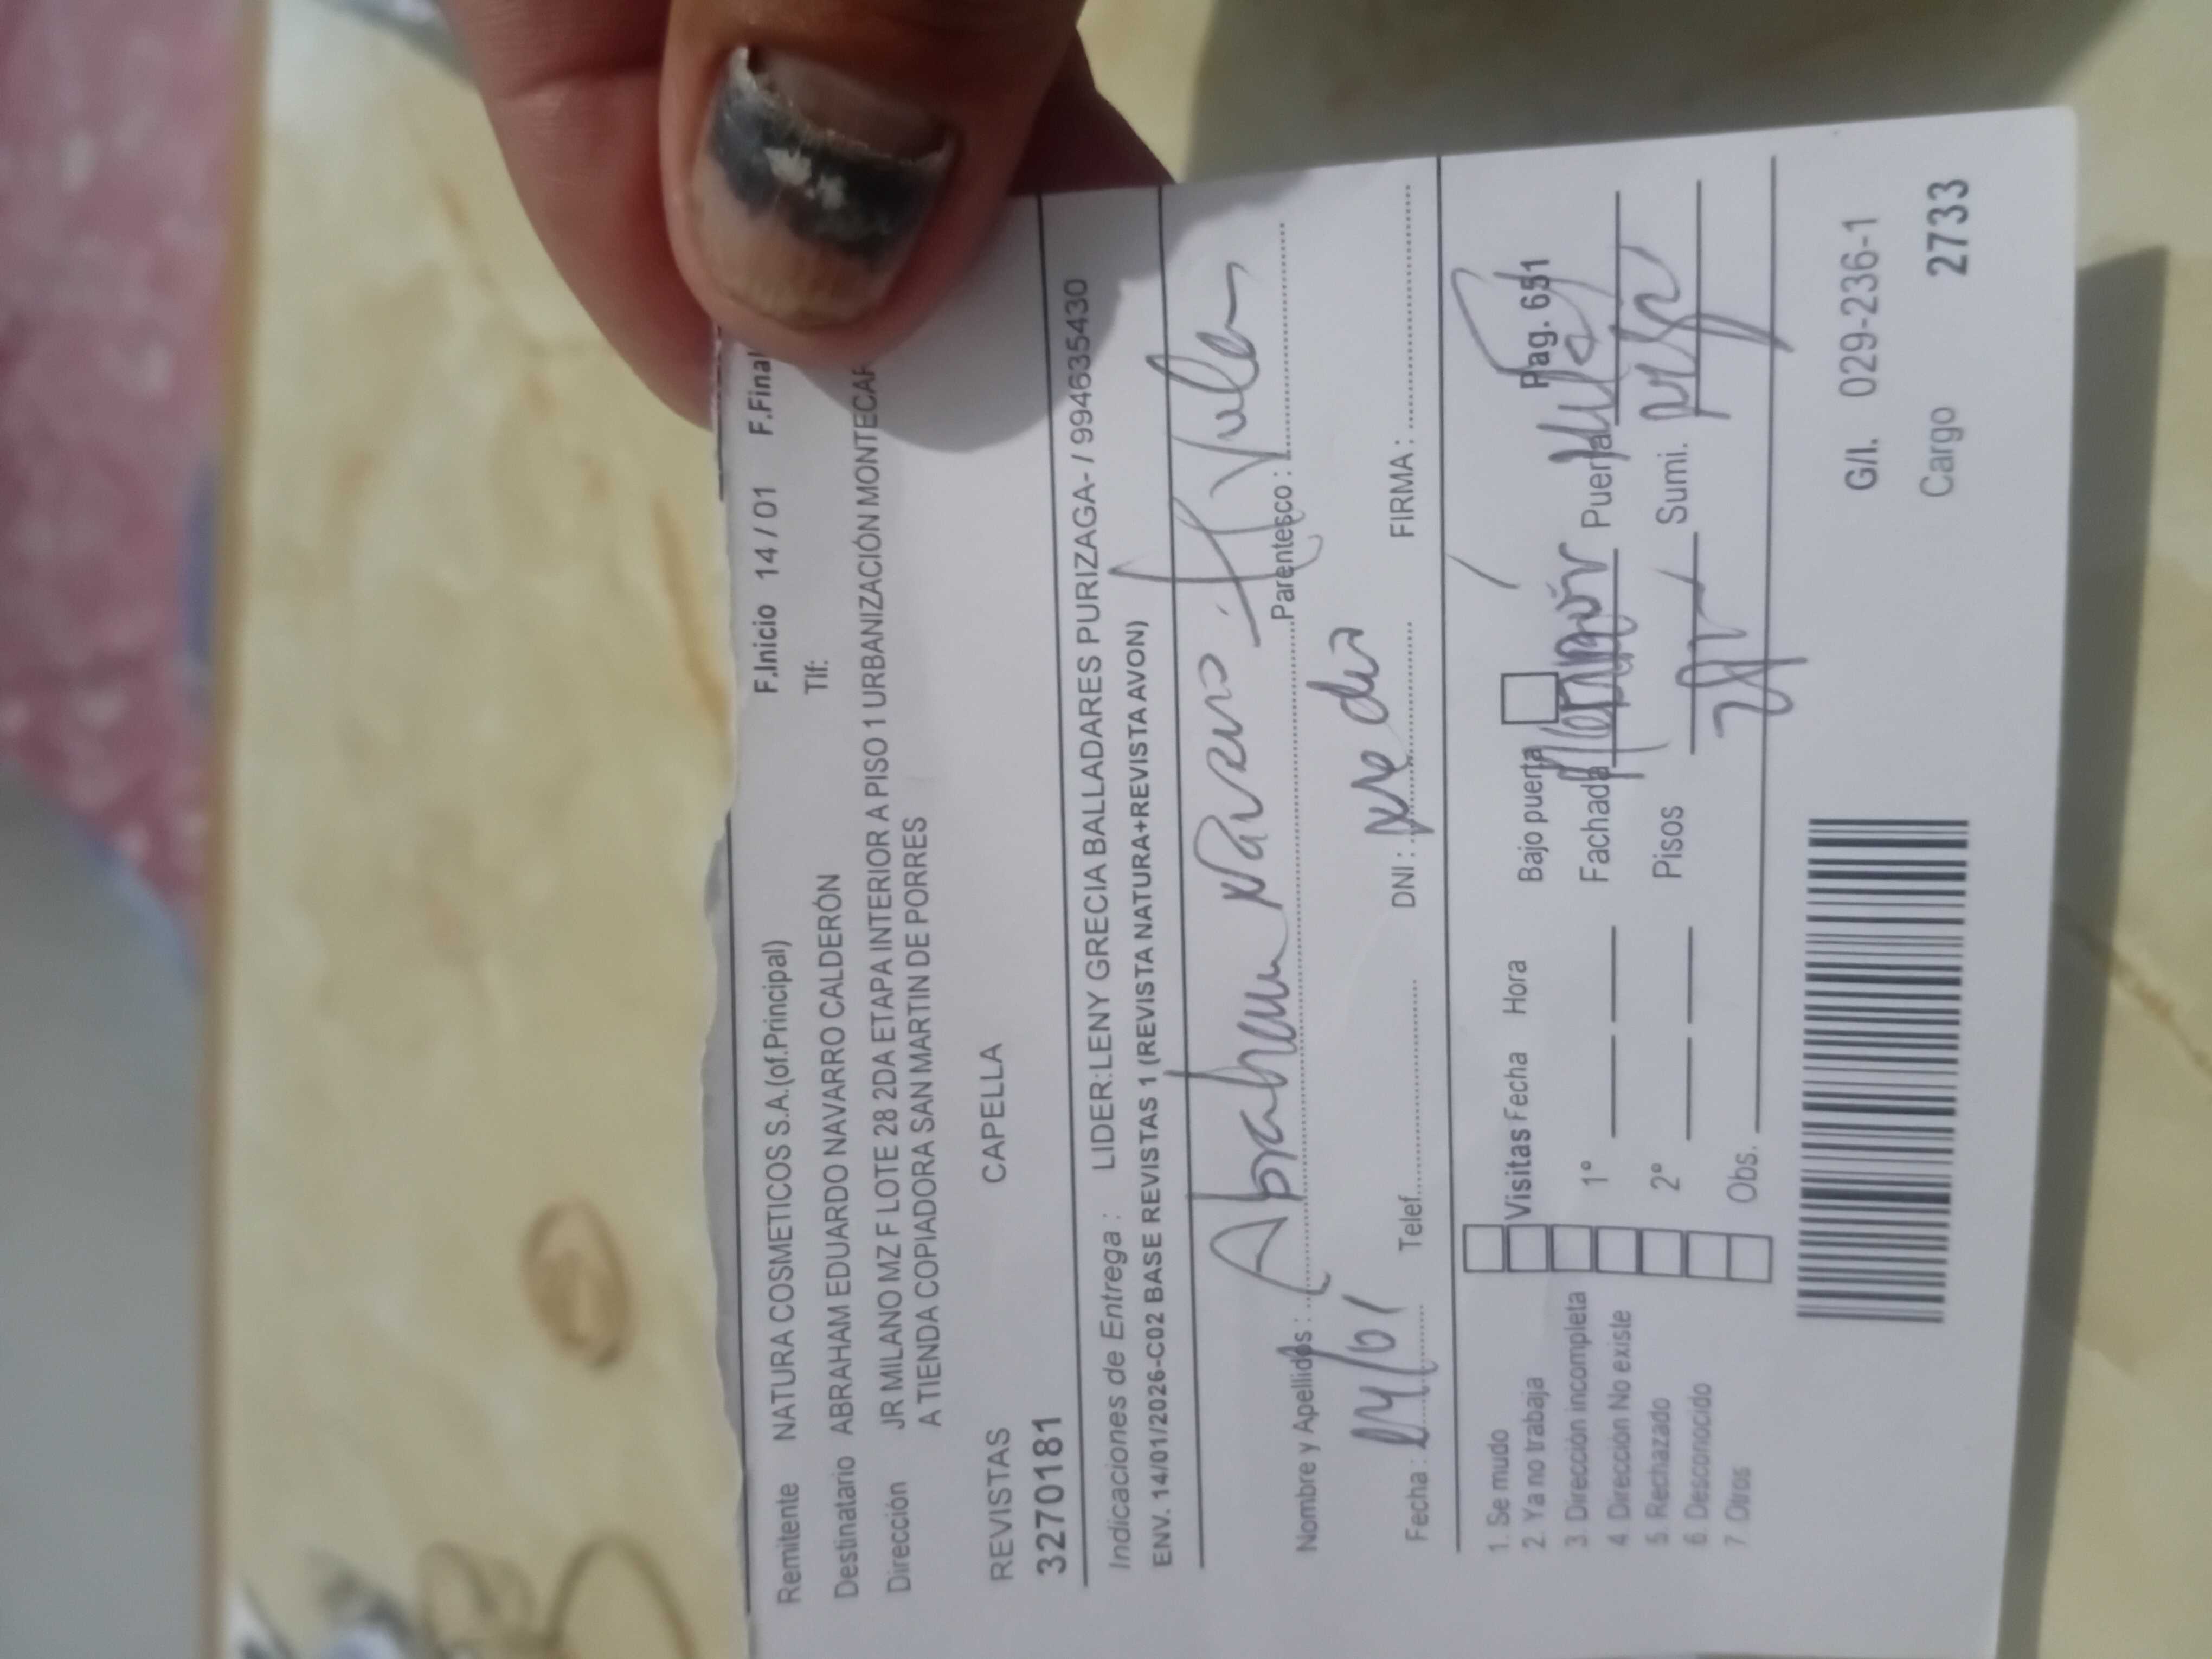 F.Inicio 14 / 01 F.Final
Remitente NATURA COSMETICOS S.A.(of.Principal) Tlf:
Destinatario ABRAHAM EDUARDO NAVARRO CALDERÓN
Dirección JR MILANO MZ F LOTE 28 2DA ETAPA INTERIOR A PISO 1 URBANIZACIÓN MONTECAR
A TIENDA COPIADORA SAN MARTIN DE PORRES
REVISTAS CAPELLA
3270181
Indicaciones de Entrega : LIDER:LENY GRECIA BALLADARES PURIZAGA- / 994635430
ENV. 14/01/2026-C02 BASE REVISTAS 1 (REVISTA NATURA+REVISTA AVON)
Nombre y Apellidos : Abraham Navarro Parentesco :
Fecha : 14/01 Telef. DNI : FIRMA :
1. Se mudo
2. Ya no trabaja
3. Dirección incompleta
4. Dirección No existe
5. Rechazado
6. Desconocido
7. Otros
Visitas Fecha Hora Bajo puerta Pag. 651
1° Fachada Puerta
2° Pisos Sumi.
Obs.
G/I. 029-236-1
Cargo 2733